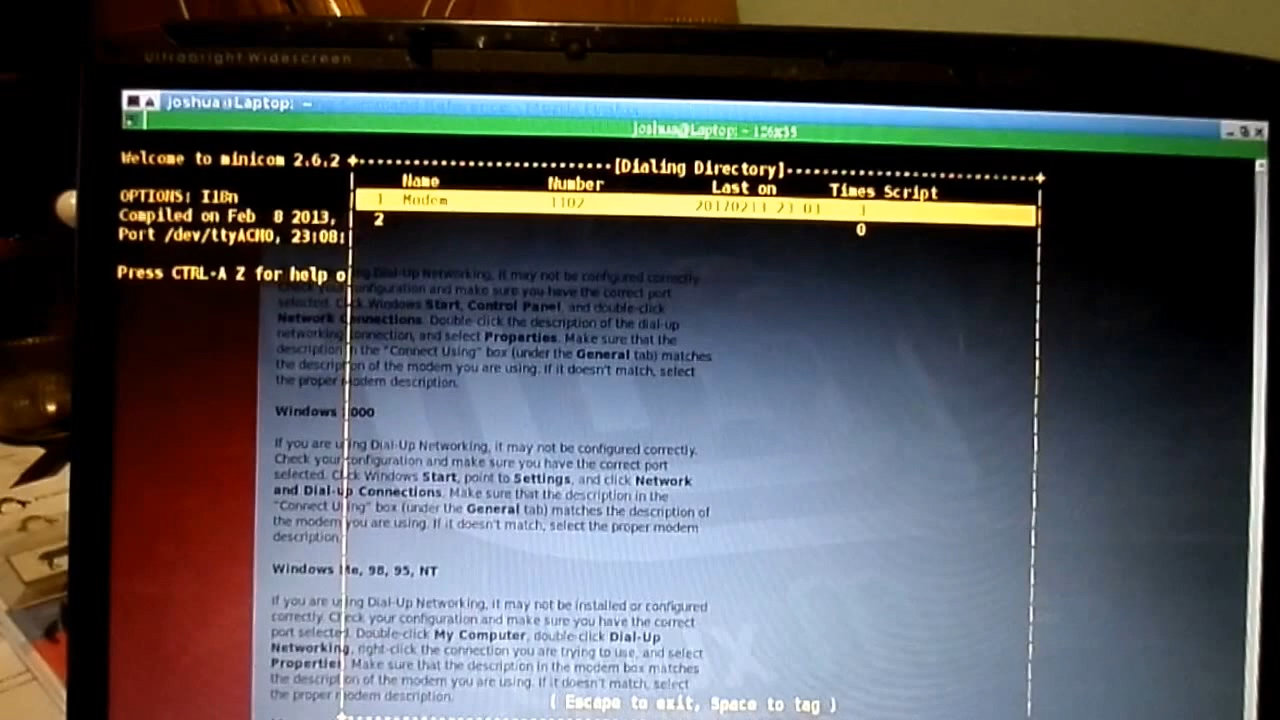 UltraBright Widescreen
joshua@Laptop: ~
joshua@Laptop: ~ 126x35
Welcome to minicom 2.6.2
[Dialing Directory]
Name Number Last on Times Script
OPTIONS: I18n
1 Modem 1102 1
Compiled on Feb 8 2013,
2 0
Port /dev/ttyACM0, 23:08:
Press CTRL-A Z for help o
ng Dial-Up Networking, it may not be configured correctly.
Check your configuration and make sure you have the correct port
selected. Click Windows Start, Control Panel, and double-click
Network Connections. Double-click the description of the dial-up
networking connection, and select Properties. Make sure that the
description in the "Connect Using" box (under the General tab) matches
the description of the modem you are using. If it doesn't match, select
the proper modem description.
Windows 2000
If you are using Dial-Up Networking, it may not be configured correctly.
Check your configuration and make sure you have the correct port
selected. Click Windows Start, point to Settings, and click Network
and Dial-up Connections. Make sure that the description in the
"Connect Using" box (under the General tab) matches the description of
the modem you are using. If it doesn't match, select the proper modem
description.
Windows Me, 98, 95, NT
If you are using Dial-Up Networking, it may not be installed or configured
correctly. Check your configuration and make sure you have the correct
port selected. Double-click My Computer, double-click Dial-Up
Networking, right-click the connection you are trying to use, and select
Properties. Make sure that the description in the modem box matches
the description of the modem you are using. If it doesn't match, select
the proper modem description.
( Escape to exit, Space to tag )